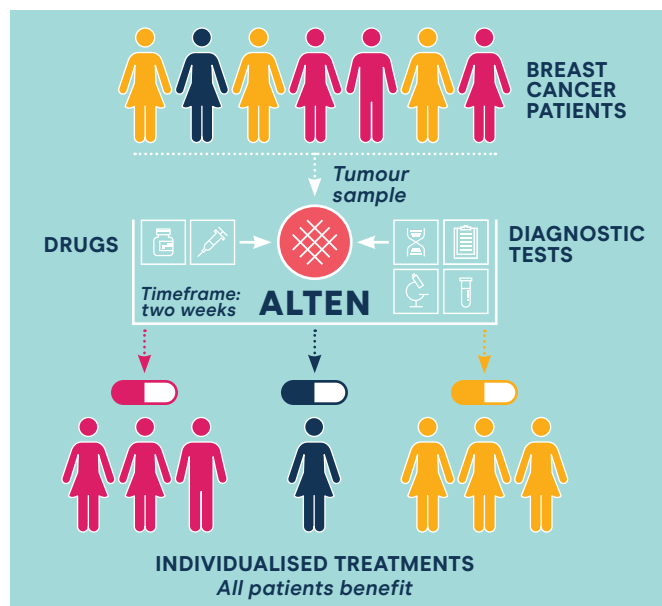 BREAST
CANCER
PATIENTS
Tumour
sample
DRUGS
DIAGNOSTIC
TESTS
Timeframe:
two weeks
ALTEN
INDIVIDUALISED TREATMENTS
All patients benefit